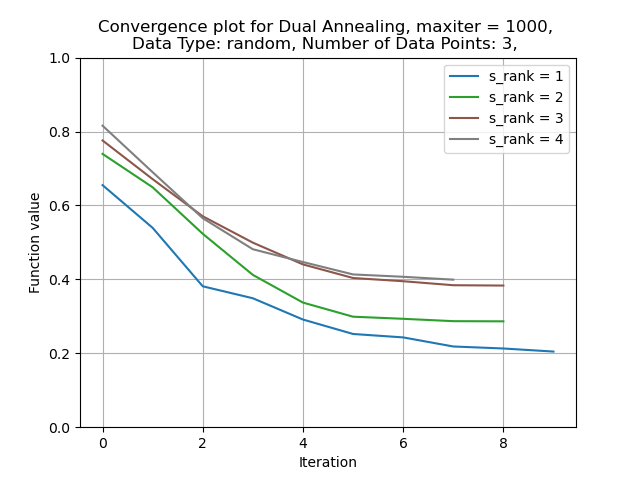 Convergence plot for Dual Annealing, maxiter = 1000,
Data Type: random, Number of Data Points: 3,
1.0
0.8
0.6
0.4
0.2
0.0
Function value
s_rank = 1
s_rank = 2
s_rank = 3
s_rank = 4
0 2 4 6 8
Iteration